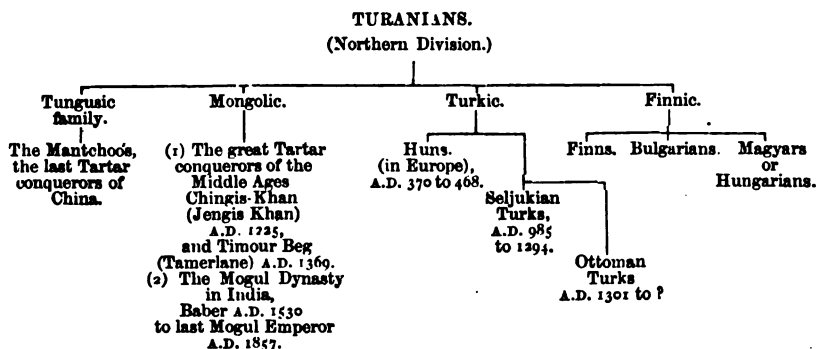 TURANIANS.
(Northern Division.)
Tungusic
family.
The Mantchoos,
the last Tartar
conquerors of
China.
Mongolic.
(1) The great Tartar
conquerors of the
Middle Ages
Chingis-Khan
(Jengis Khan)
A.D. 1225,
and Timour Beg
(Tamerlane) A.D. 1369.
(2) The Mogul Dynasty
in India,
Baber A.D. 1530
to last Mogul Emperor
A.D. 1857.
Turkic.
Huns.
(in Europe),
A.D. 370 to 468.
Seljukian
Turks,
A.D. 985
to 1294.
Ottoman
Turks
A.D. 1301 to ?
Finnic.
Finns.
Bulgarians.
Magyars
or
Hungarians.